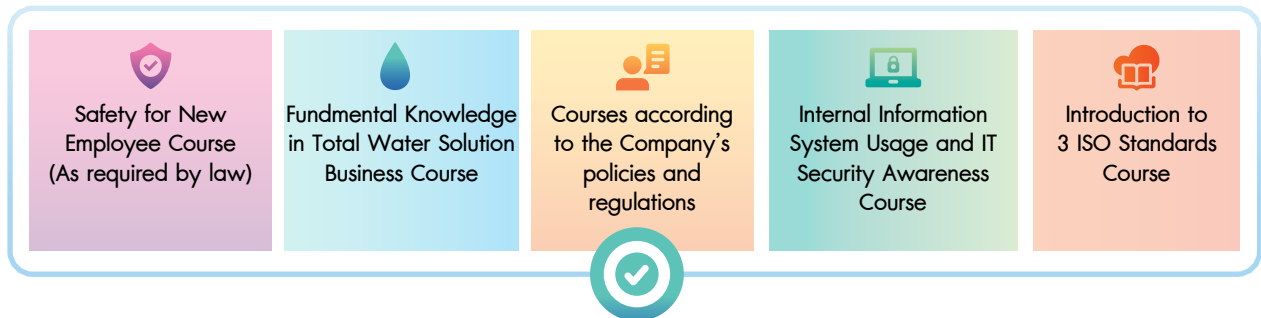 Safety for New
Employee Course
(As required by law)
Fundmental Knowledge
in Total Water Solution
Business Course
Courses according
to the Company's
policies and
regulations
Internal Information
System Usage and IT
Security Awareness
Course
Introduction to
3 ISO Standards
Course